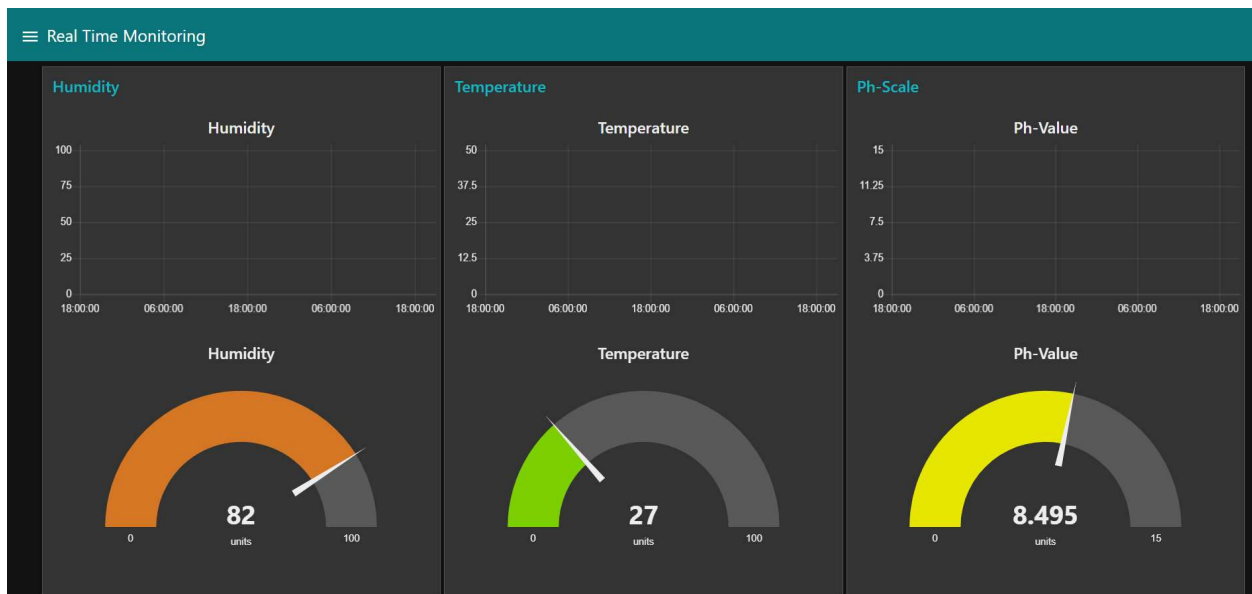 Real Time Monitoring
Humidity
Humidity
100
75
50
25
0
18:00:00 06:00:00 18:00:00 06:00:00 18:00:00
Humidity
82
units
0 100
Temperature
Temperature
50
37.5
25
12.5
0
18:00:00 06:00:00 18:00:00 06:00:00 18:00:00
Temperature
27
units
0 100
Ph-Scale
Ph-Value
15
11.25
7.5
3.75
0
18:00:00 06:00:00 18:00:00 06:00:00 18:00:00
Ph-Value
8.495
units
0 15